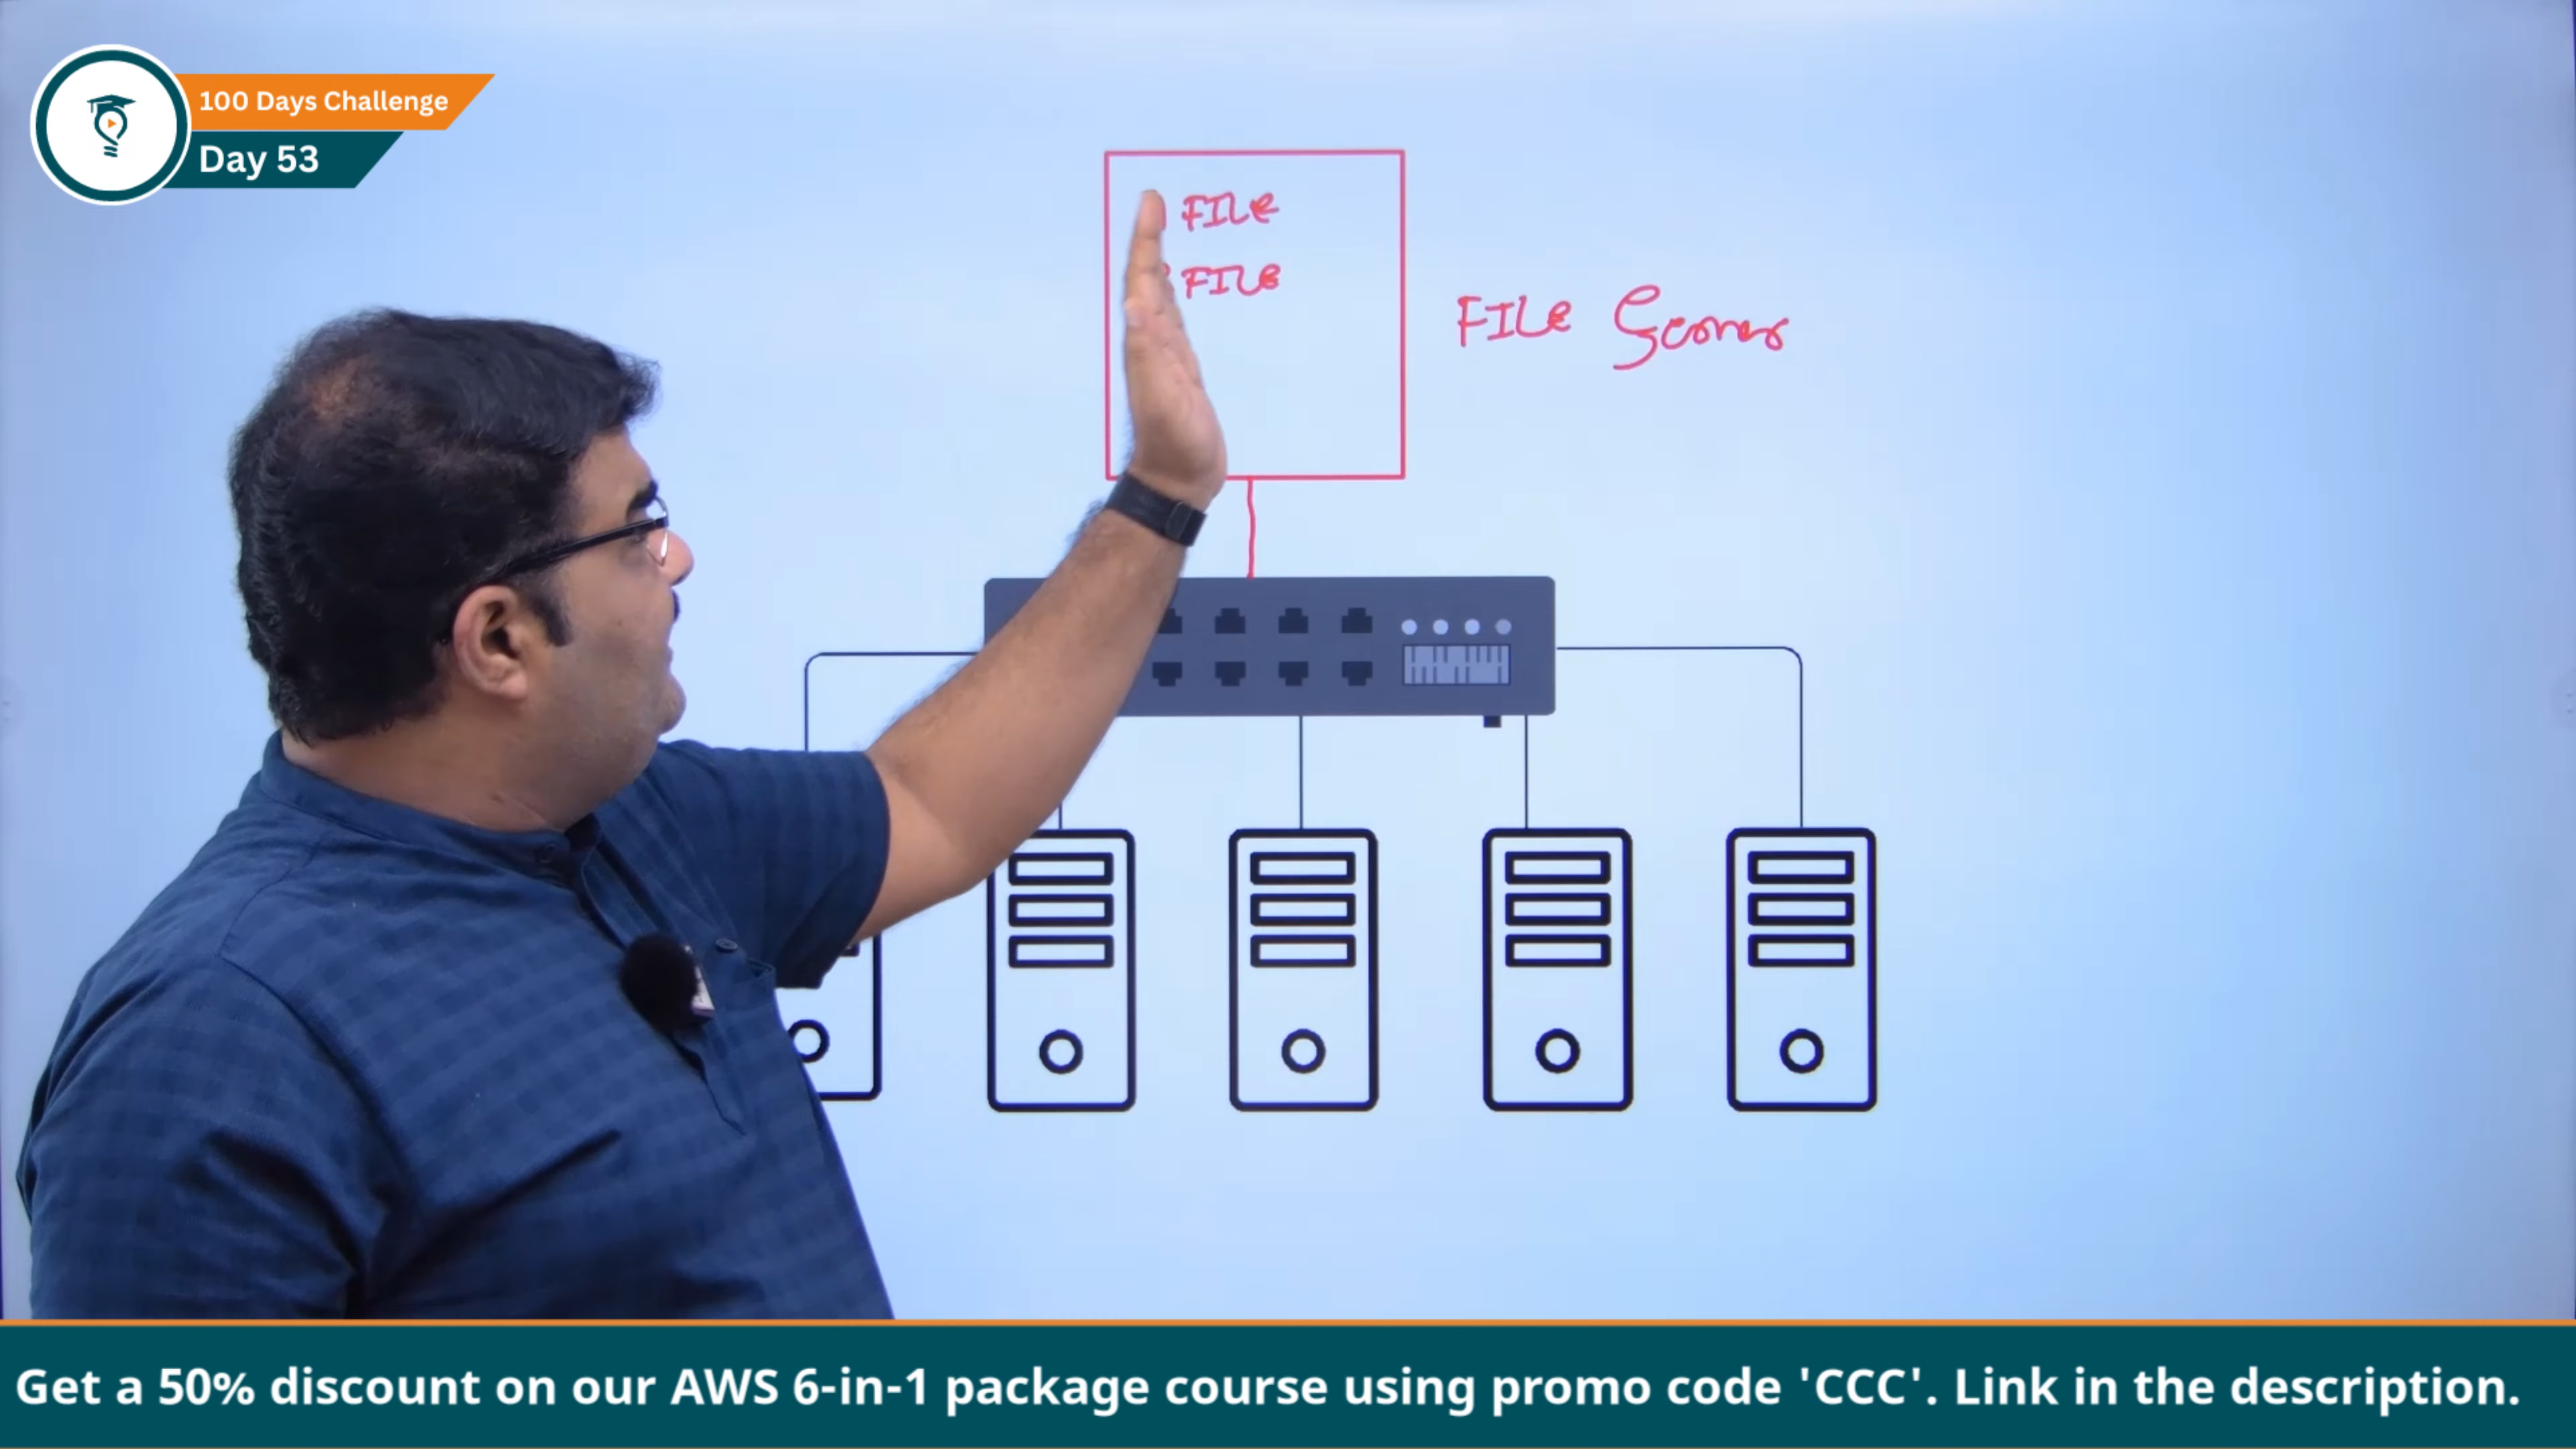 100 Days Challenge
Day 53
FILE
FILE
FILE Server
Get a 50% discount on our AWS 6-in-1 package course using promo code 'CCC'. Link in the description.